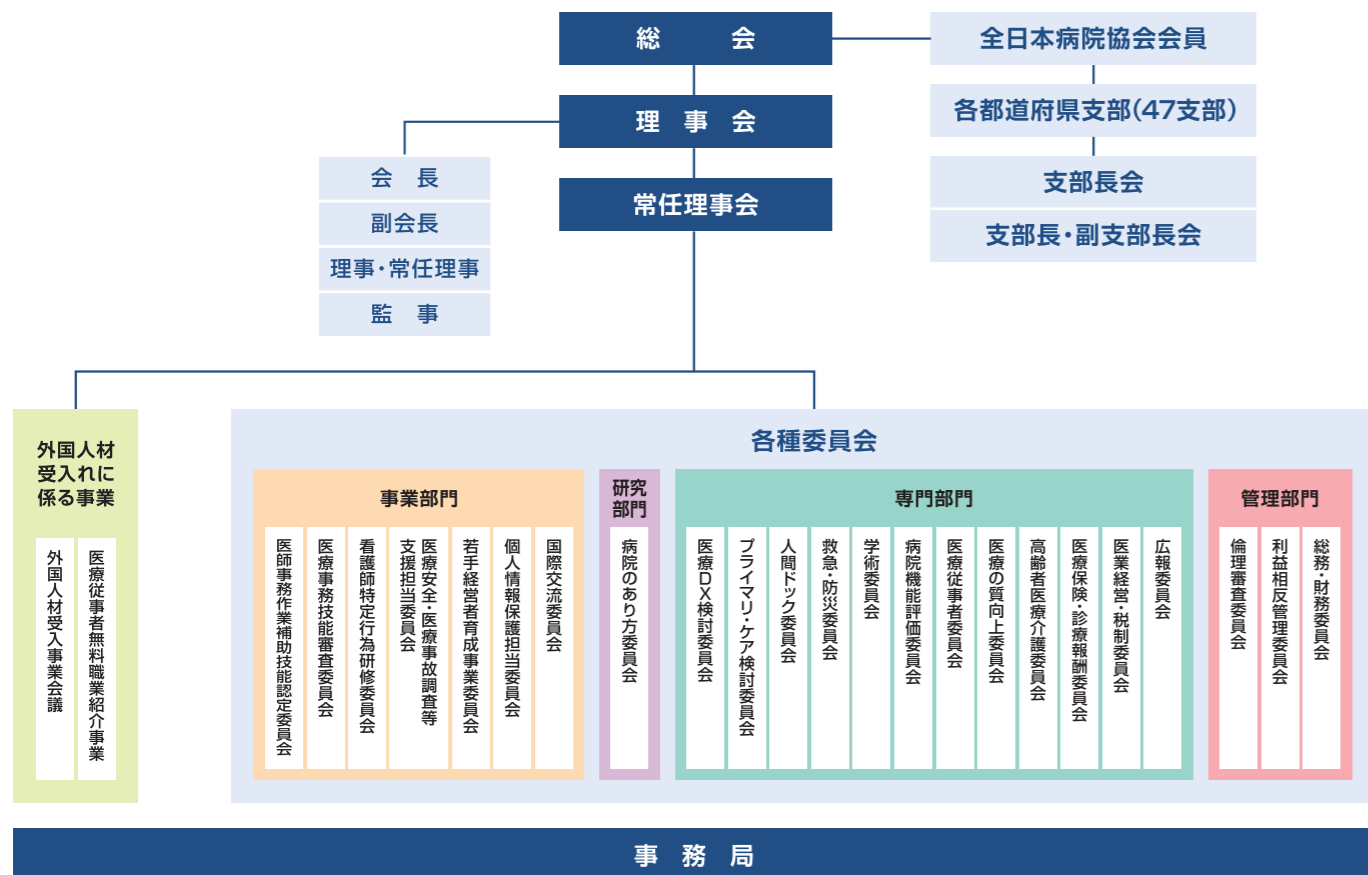 総　会
全日本病院協会会員
理　事　会
各都道府県支部(47支部)
会　長
副会長
理事・常任理事
監　事
常任理事会
支部長会
支部長・副支部長会
外国人材
受入れに
係る事業
医療従事者無料職業紹介事業
外国人材受入事業会議
各種委員会
事業部門
国際交流委員会
個人情報保護担当委員会
若手経営者育成事業委員会
医療安全・医療事故調査等
支援担当委員会
看護師特定行為研修委員会
医療事務技能審査委員会
医師事務作業補助技能認定委員会
研究
部門
病院のあり方委員会
専門部門
広報委員会
医業経営・税制委員会
医療保険・診療報酬委員会
高齢者医療介護委員会
医療の質向上委員会
医療従事者委員会
病院機能評価委員会
学術委員会
救急・防災委員会
人間ドック委員会
プライマリ・ケア検討委員会
医療DX検討委員会
管理部門
総務・財務委員会
利益相反管理委員会
倫理審査委員会
事　務　局